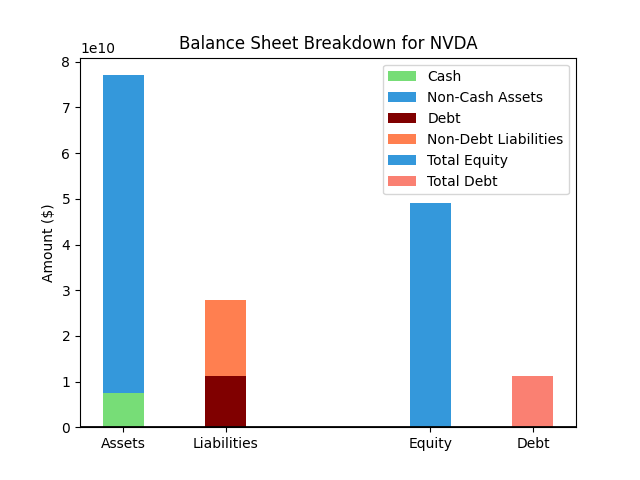 Balance Sheet Breakdown for NVDA
1e10
8
7
6
5
4
3
2
1
0
Amount ($)
Cash
Non-Cash Assets
Debt
Non-Debt Liabilities
Total Equity
Total Debt
Assets
Liabilities
Equity
Debt